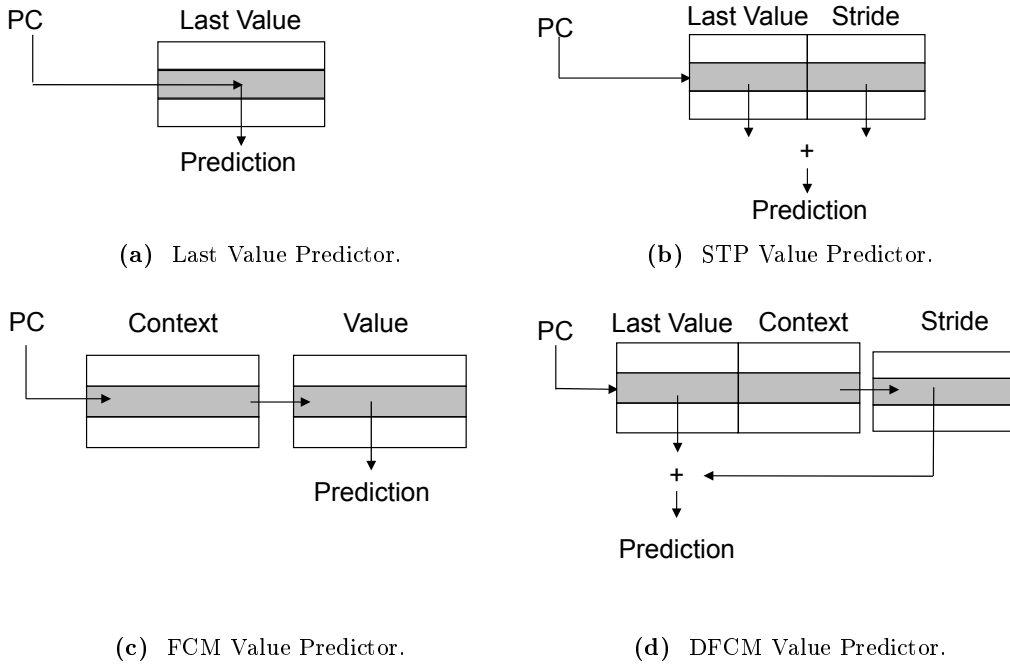 PC
Last Value
Prediction
(a) Last Value Predictor.
PC
Last Value Stride
+
Prediction
(b) STP Value Predictor.
PC
Context Value
Prediction
(c) FCM Value Predictor.
PC
Last Value Context Stride
+
Prediction
(d) DFCM Value Predictor.